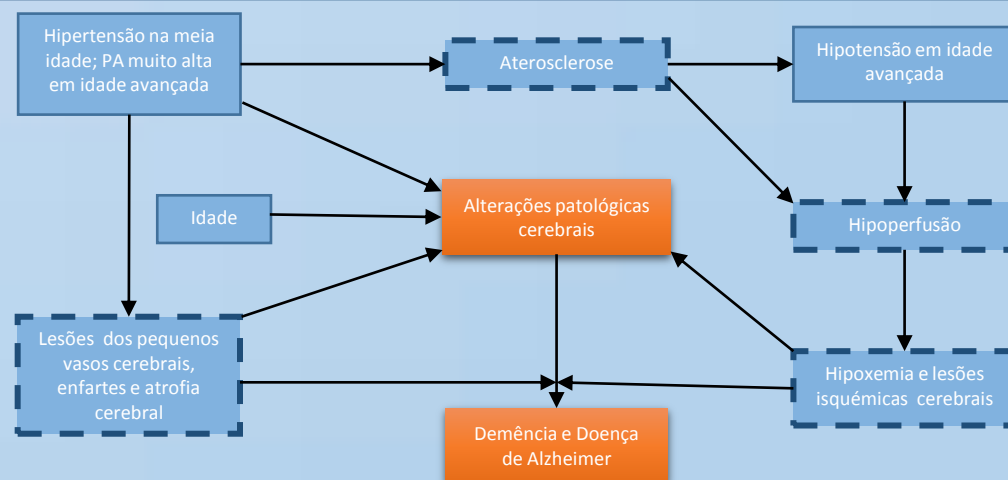 Hipertensão na meia
idade; PA muito alta
em idade avançada
Aterosclerose
Hipotensão em idade
avançada
Idade
Alterações patológicas
cerebrais
Hipoperfusão
Lesões dos pequenos
vasos cerebrais,
enfartes e atrofia
cerebral
Hipoxemia e lesões
isquémicas cerebrais
Demência e Doença
de Alzheimer